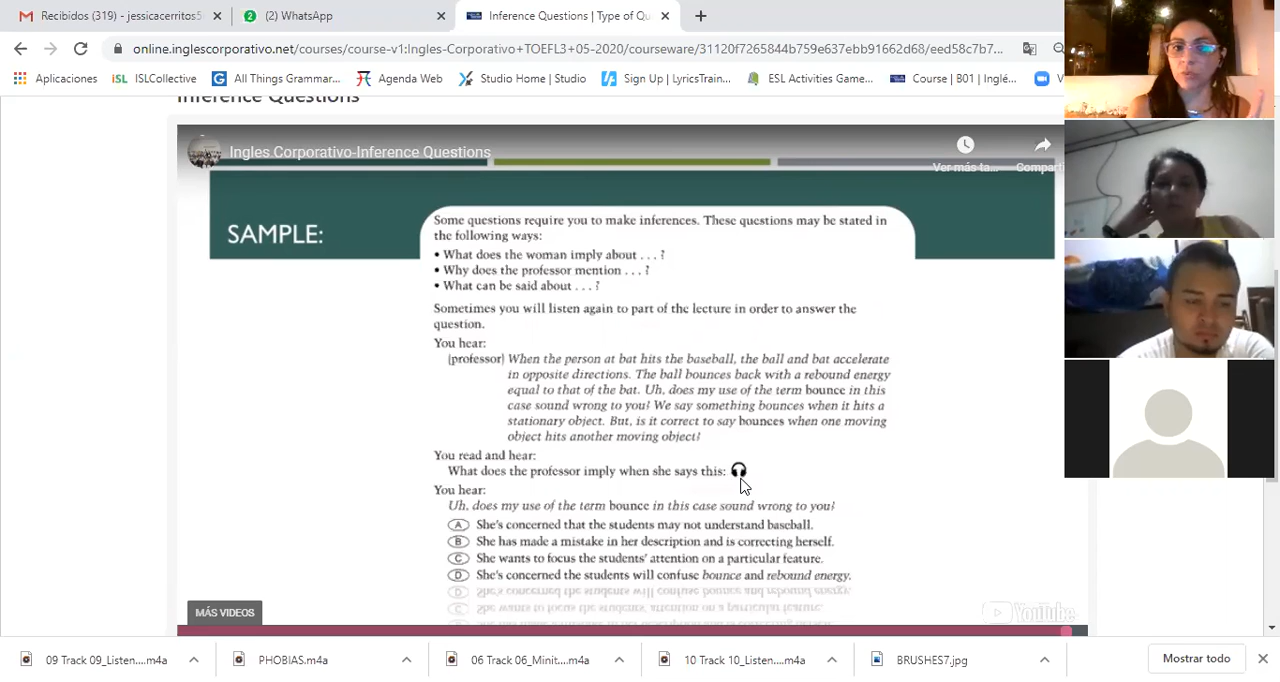 Recibidos (319) - jessicacerritos5
(2) WhatsApp
Inference Questions | Type of Qu
online.inglescorporativo.net/courses/course-v1:Ingles-Corporativo+TOEFL3+05-2020/courseware/31120f7265844b759e637ebb91662d68/eed58c7b7...
Aplicaciones
iSL ISLCollective
All Things Grammar...
Agenda Web
Studio Home | Studio
Sign Up | LyricsTrain...
ESL Activities Game...
Course | B01 | Inglé...
Inference Questions
Ingles Corporativo-Inference Questions
Ver más ta...
Compart
SAMPLE:
Some questions require you to make inferences. These questions may be stated in
the following ways:
• What does the woman imply about . . . ?
• Why does the professor mention . . . ?
• What can be said about . . . ?
Sometimes you will listen again to part of the lecture in order to answer the
question.
You hear:
(professor) When the person at bat hits the baseball, the ball and bat accelerate
in opposite directions. The ball bounces back with a rebound energy
equal to that of the bat. Uh, does my use of the term bounce in this
case sound wrong to you? We say something bounces when it hits a
stationary object. But, is it correct to say bounces when one moving
object hits another moving object?
You read and hear:
What does the professor imply when she says this:
You hear:
Uh, does my use of the term bounce in this case sound wrong to you?
A She's concerned that the students may not understand baseball.
B She has made a mistake in her description and is correcting herself.
C She wants to focus the students' attention on a particular feature.
D She's concerned the students will confuse bounce and rebound energy.
MÁS VIDEOS
YouTube
09 Track 09_Listen....m4a
PHOBIAS.m4a
06 Track 06_Minit....m4a
10 Track 10_Listen....m4a
BRUSHES7.jpg
Mostrar todo